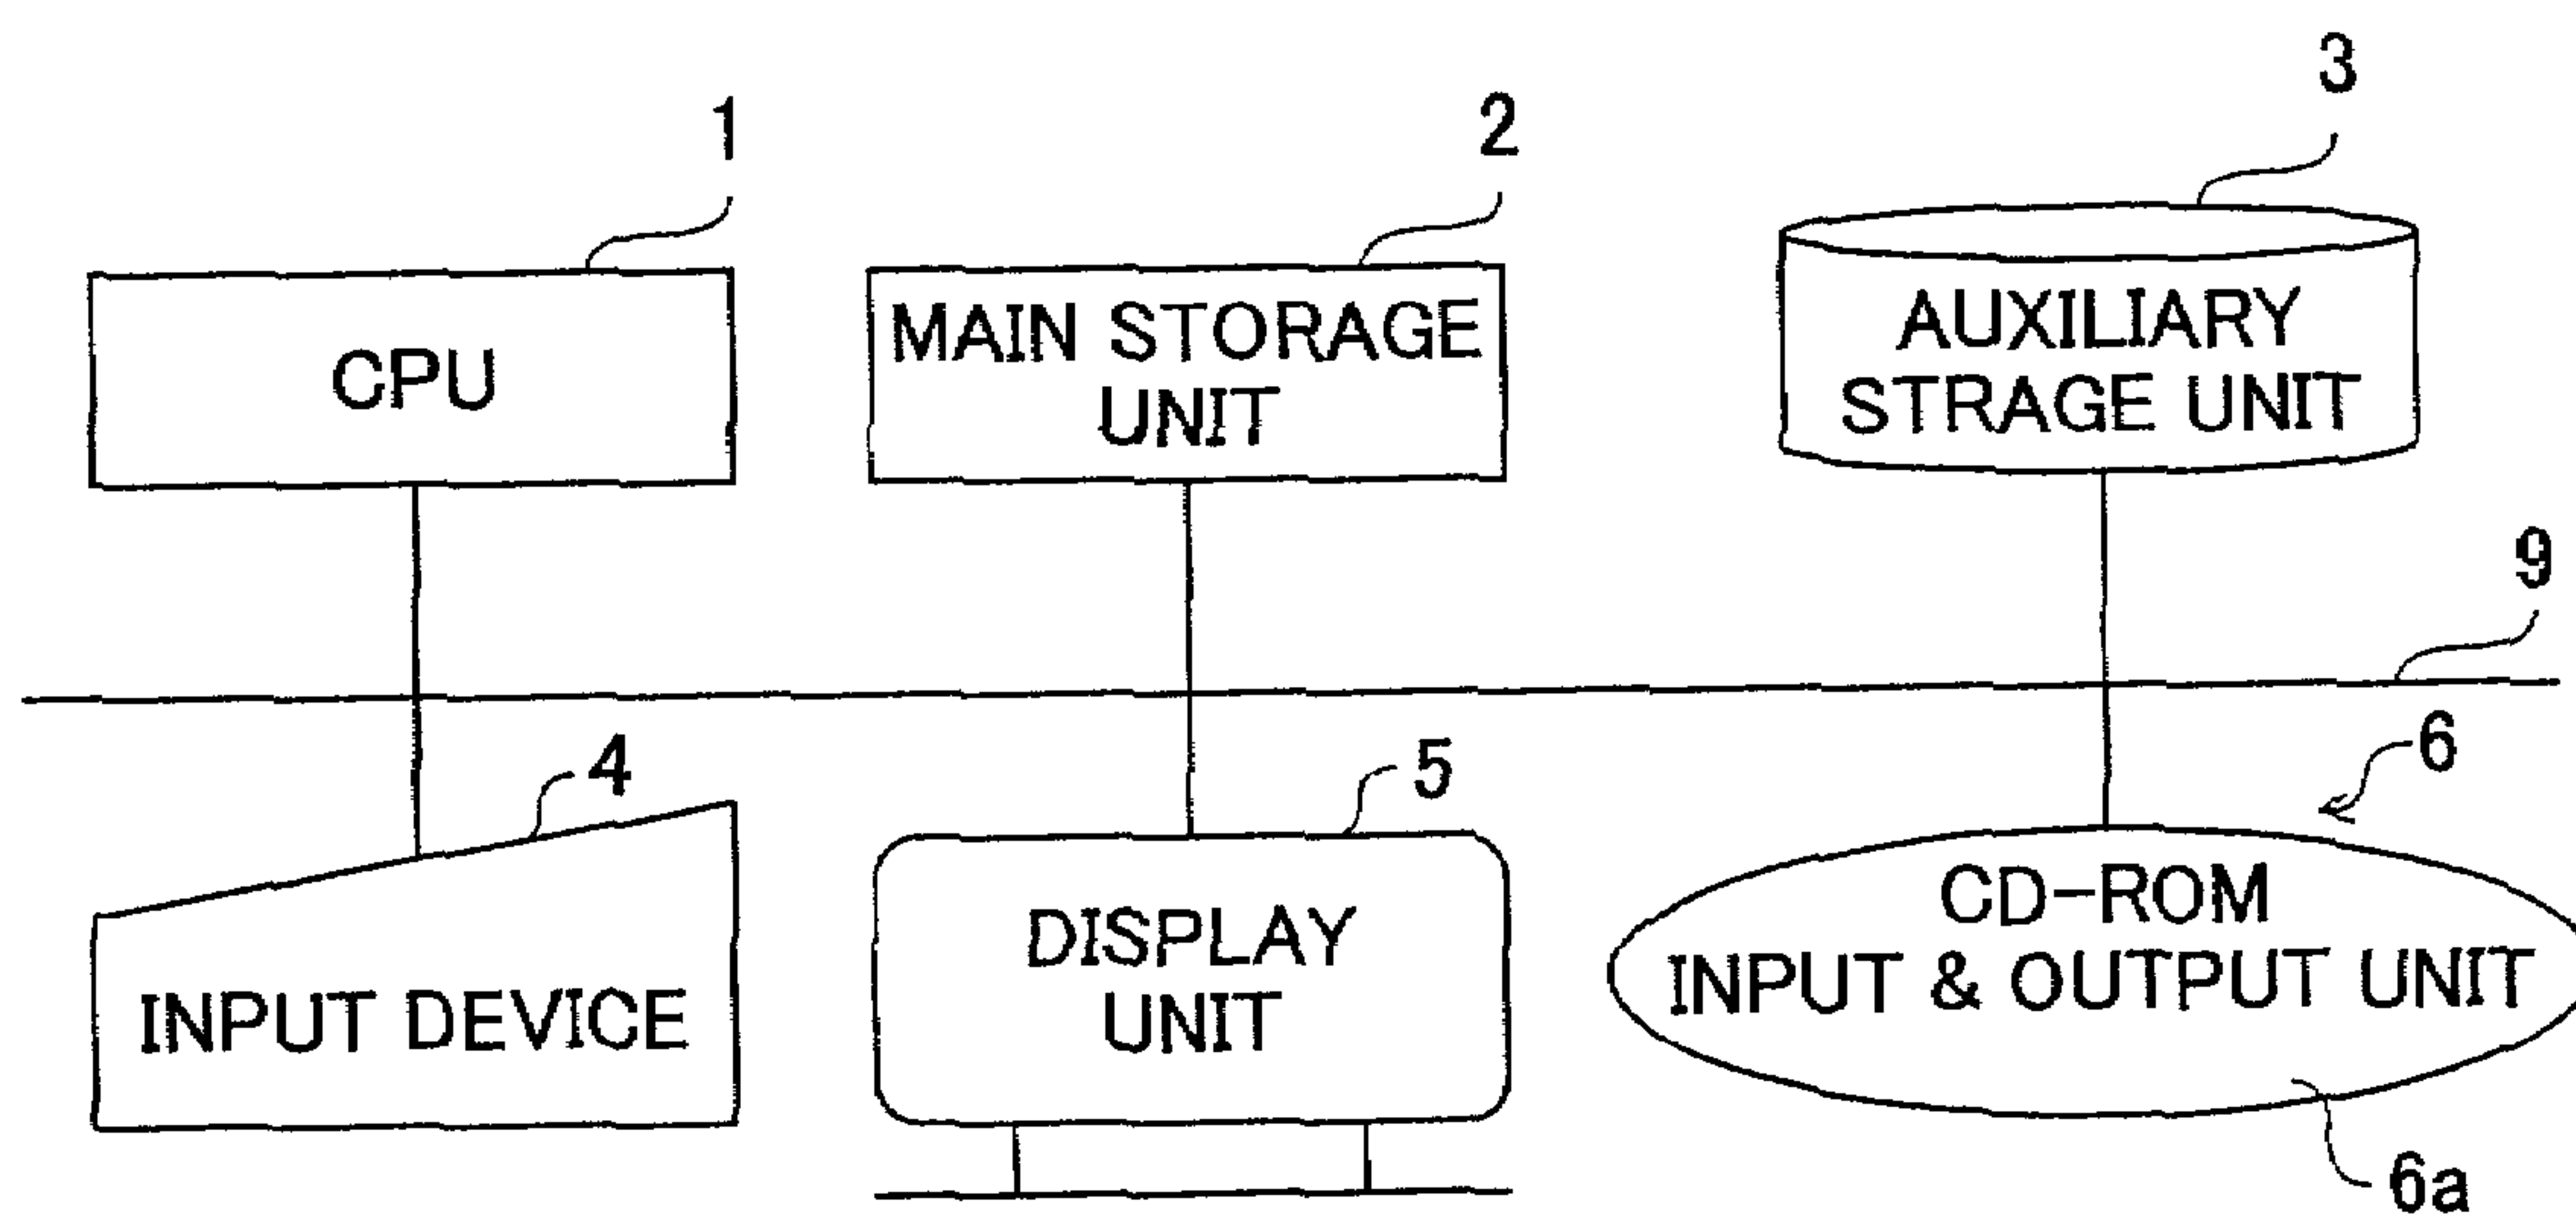 1
2
3
CPU
MAIN STORAGE
UNIT
AUXILIARY
STRAGE UNIT
9
4
5
6
INPUT DEVICE
DISPLAY
UNIT
CD-ROM
INPUT & OUTPUT UNIT
6a